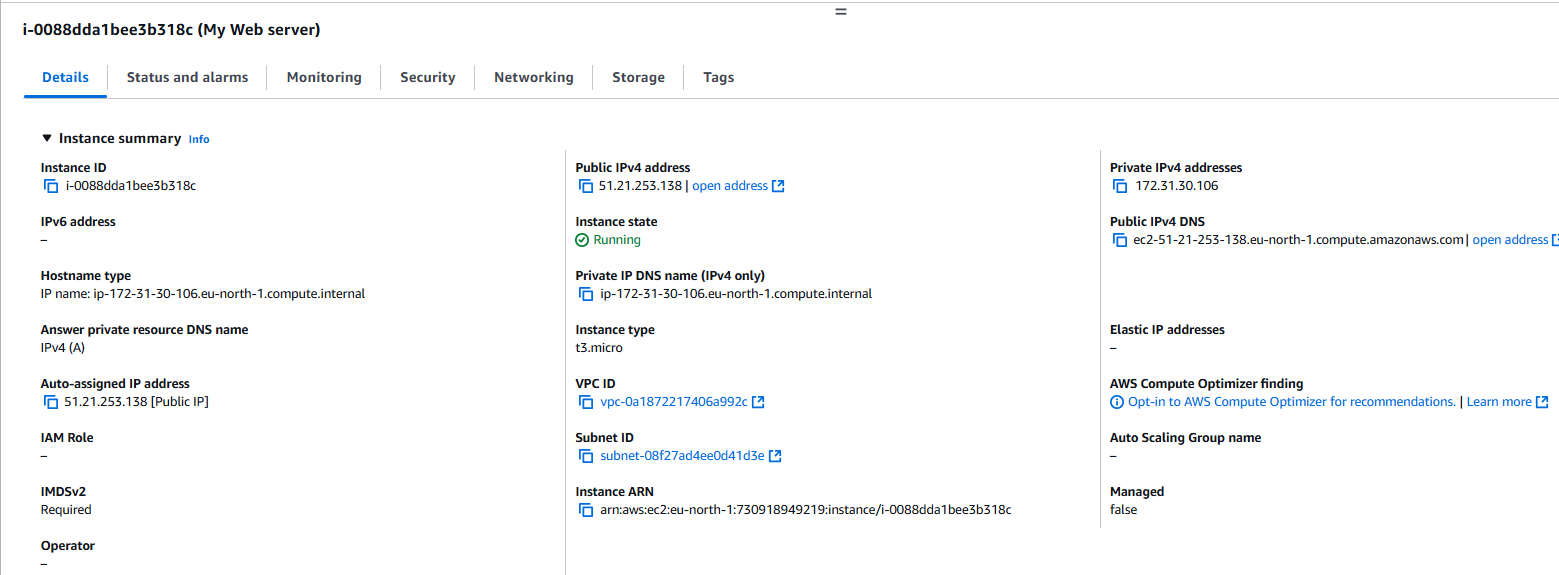 i-0088dda1bee3b318c (My Web server)
Details
Status and alarms
Monitoring
Security
Networking
Storage
Tags
Instance summary Info
Instance ID
i-0088dda1bee3b318c
Public IPv4 address
51.21.253.138 | open address
Private IPv4 addresses
172.31.30.106
IPv6 address
–
Instance state
Running
Public IPv4 DNS
ec2-51-21-253-138.eu-north-1.compute.amazonaws.com | open address
Hostname type
IP name: ip-172-31-30-106.eu-north-1.compute.internal
Private IP DNS name (IPv4 only)
ip-172-31-30-106.eu-north-1.compute.internal
Answer private resource DNS name
IPv4 (A)
Instance type
t3.micro
Elastic IP addresses
–
Auto-assigned IP address
51.21.253.138 [Public IP]
VPC ID
vpc-0a1872217406a992c
AWS Compute Optimizer finding
Opt-in to AWS Compute Optimizer for recommendations. | Learn more
IAM Role
–
Subnet ID
subnet-08f27ad4ee0d41d3e
Auto Scaling Group name
–
IMDSv2
Required
Instance ARN
arn:aws:ec2:eu-north-1:730918949219:instance/i-0088dda1bee3b318c
Managed
false
Operator
–